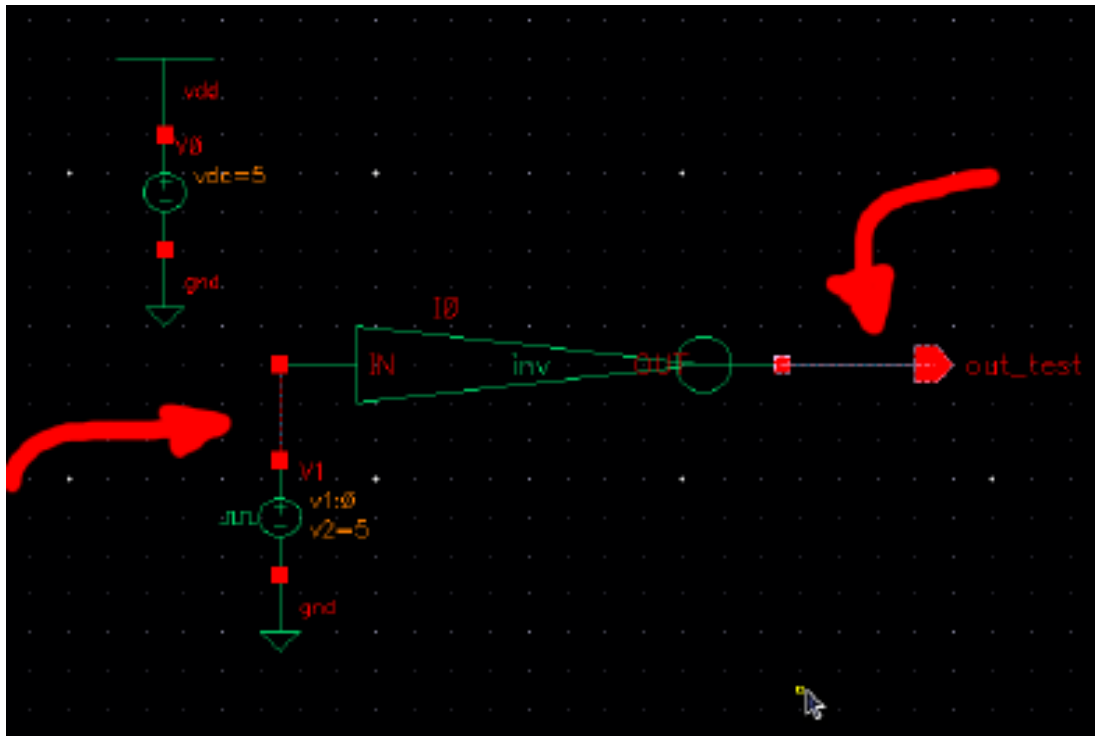 vdd
V0
vdc=5
gnd
I0
IN
inv
OUT
out_test
V1
v1:0
v2=5
gnd